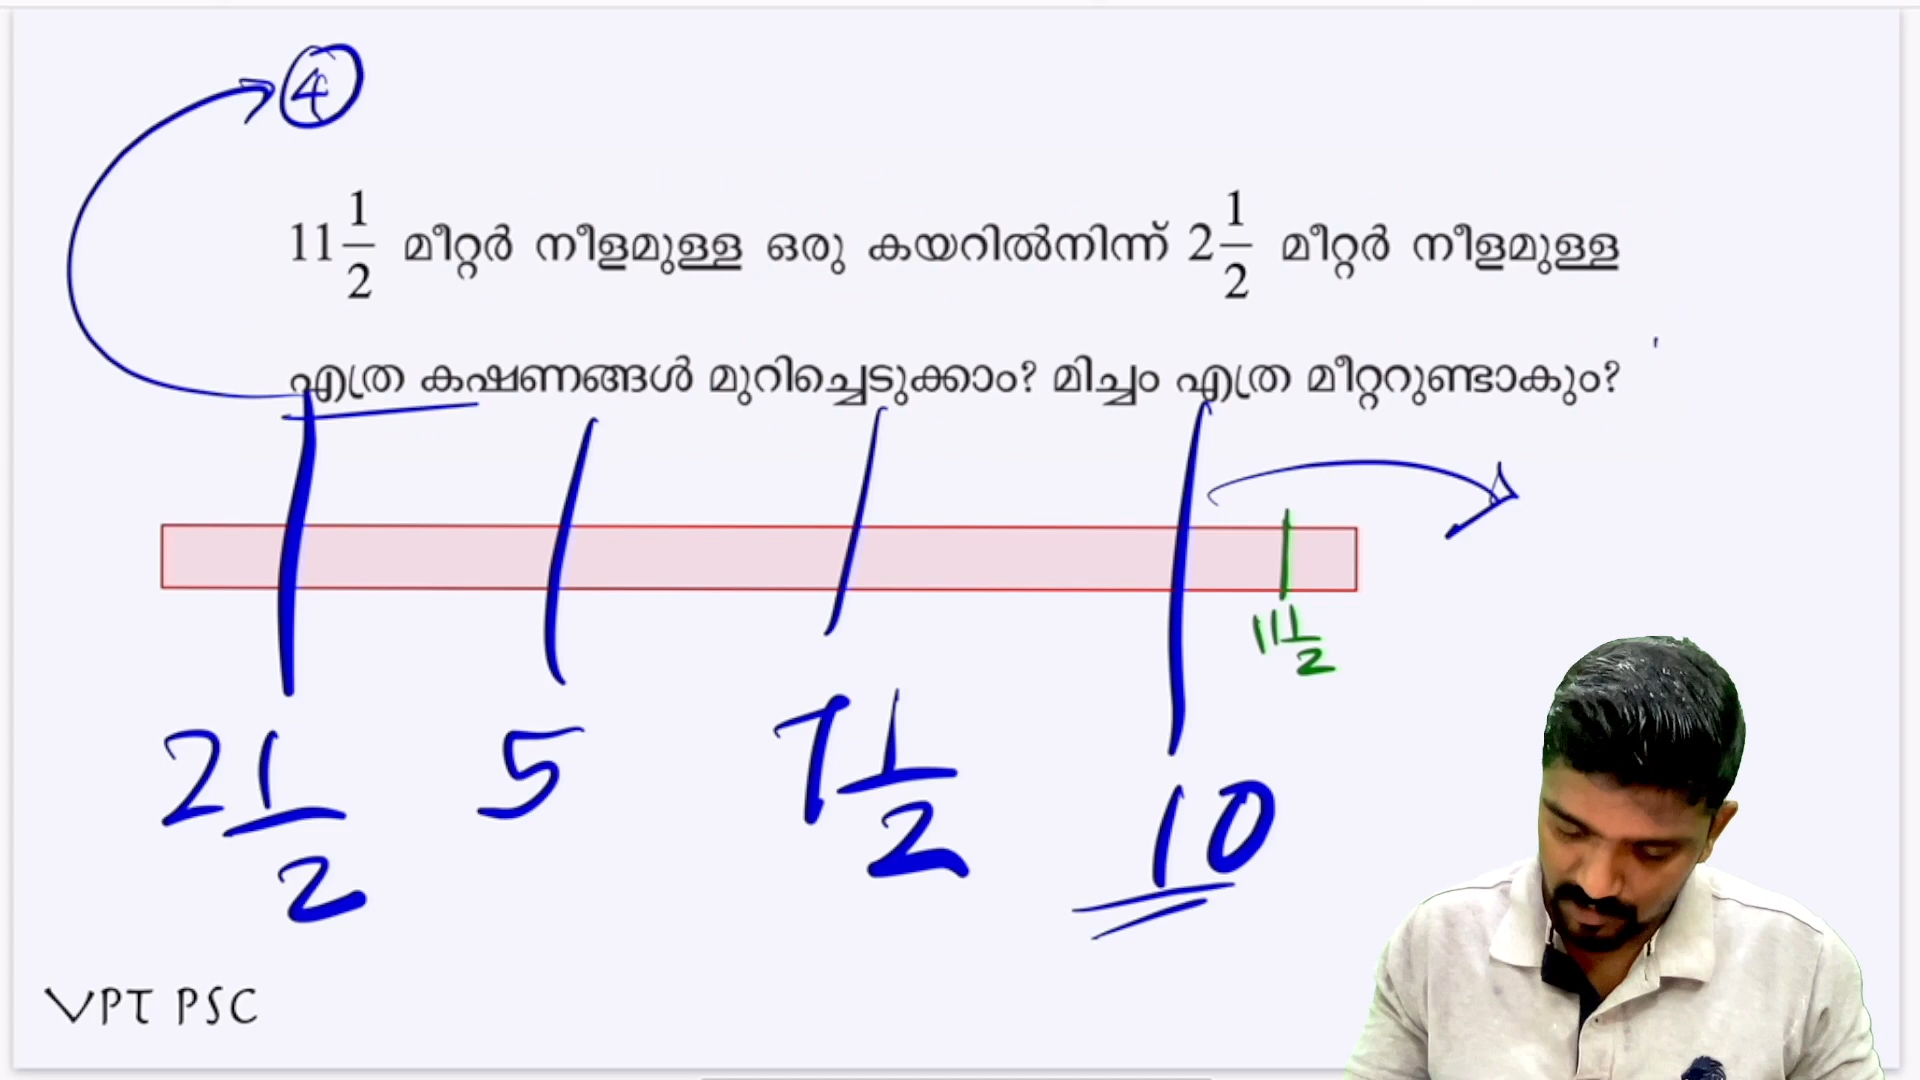 4
11 1/2 മീറ്റർ നീളമുള്ള ഒരു കയറിൽനിന്ന് 2 1/2 മീറ്റർ നീളമുള്ള
എത്ര കഷണങ്ങൾ മുറിച്ചെടുക്കാം? മിച്ചം എത്ര മീറ്ററുണ്ടാകും?
11 1/2
2 1/2 5 7 1/2 10
VPT PSC